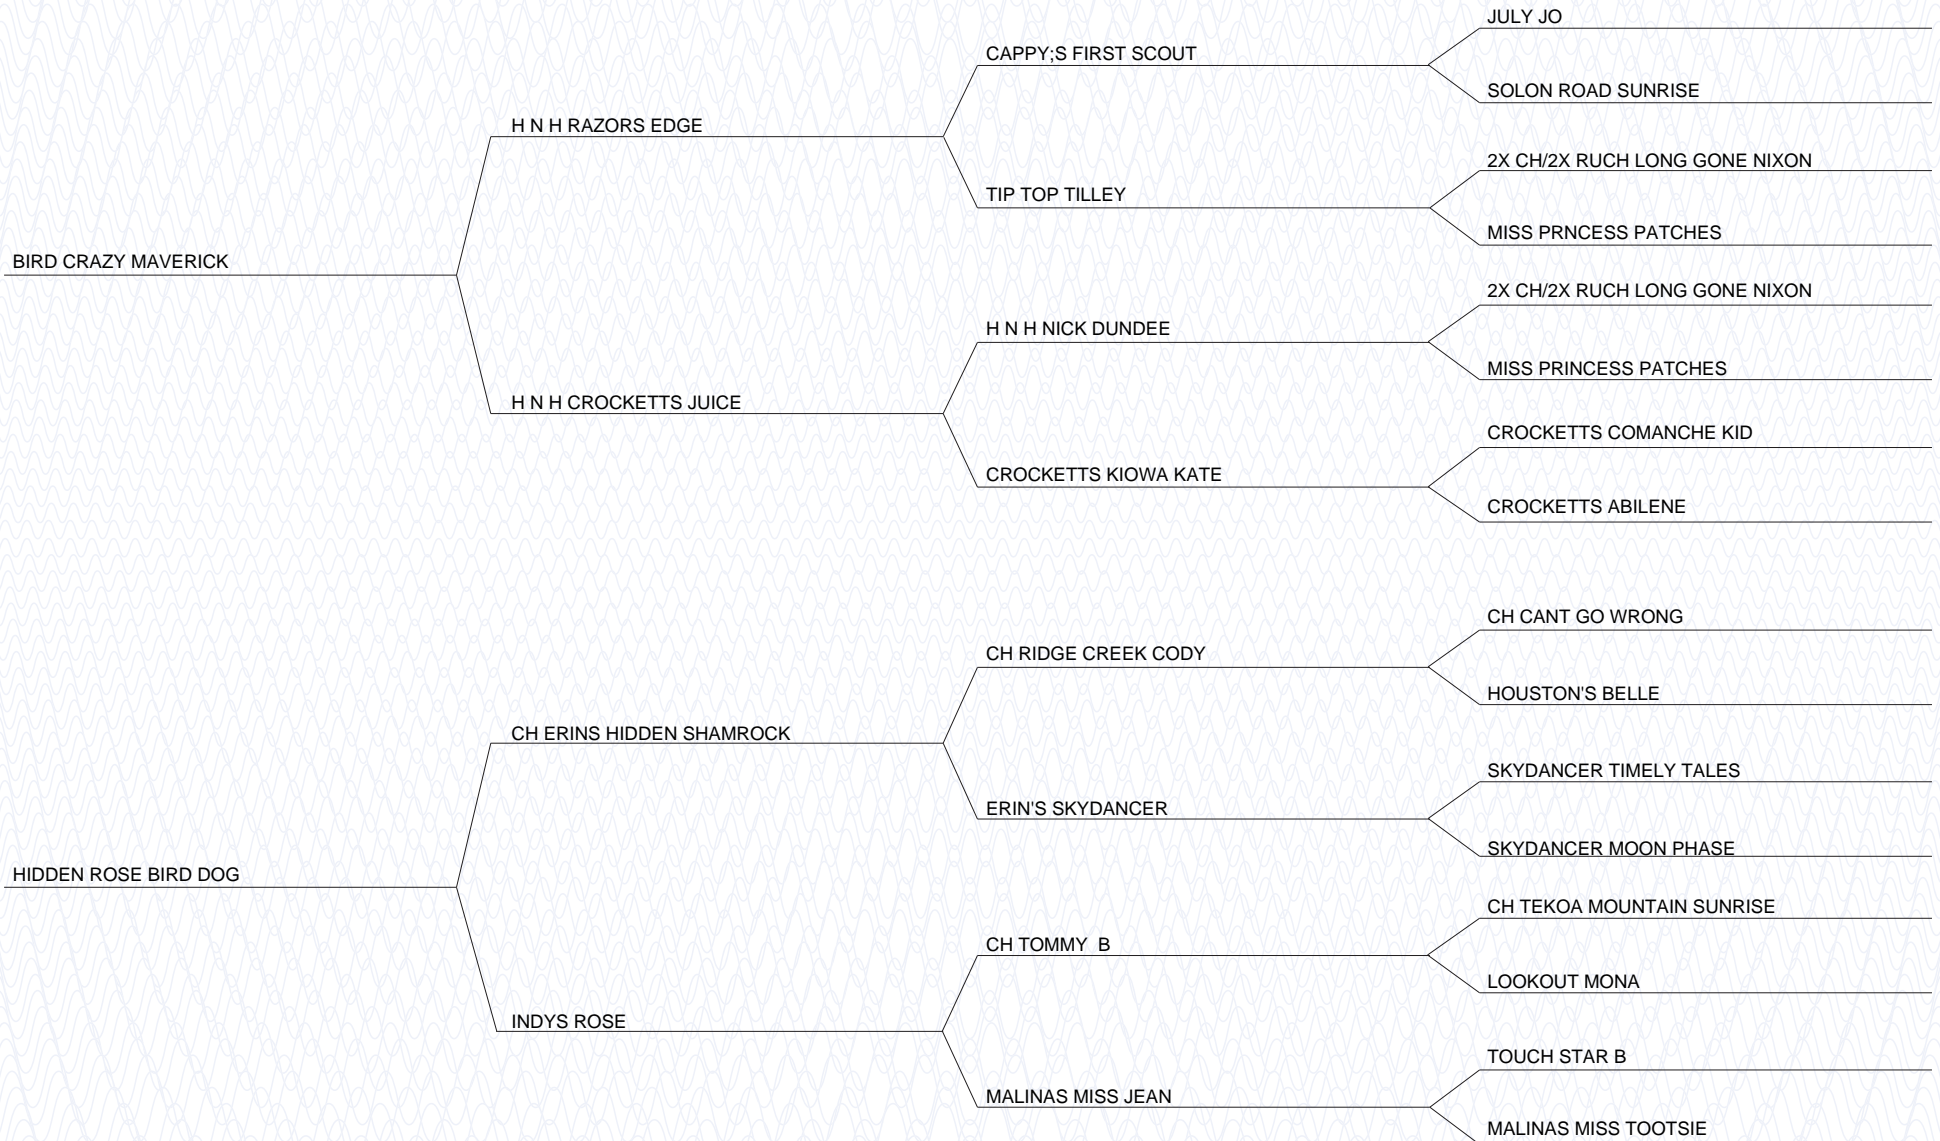 JULY JO
CAPPY;S FIRST SCOUT
SOLON ROAD SUNRISE
H N H RAZORS EDGE
2X CH/2X RUCH LONG GONE NIXON
TIP TOP TILLEY
MISS PRNCESS PATCHES
BIRD CRAZY MAVERICK
2X CH/2X RUCH LONG GONE NIXON
H N H NICK DUNDEE
MISS PRINCESS PATCHES
H N H CROCKETTS JUICE
CROCKETTS COMANCHE KID
CROCKETTS KIOWA KATE
CROCKETTS ABILENE
CH CANT GO WRONG
CH RIDGE CREEK CODY
HOUSTON'S BELLE
CH ERINS HIDDEN SHAMROCK
SKYDANCER TIMELY TALES
ERIN'S SKYDANCER
SKYDANCER MOON PHASE
HIDDEN ROSE BIRD DOG
CH TEKOA MOUNTAIN SUNRISE
CH TOMMY  B
LOOKOUT MONA
INDYS ROSE
TOUCH STAR B
MALINAS MISS JEAN
MALINAS MISS TOOTSIE